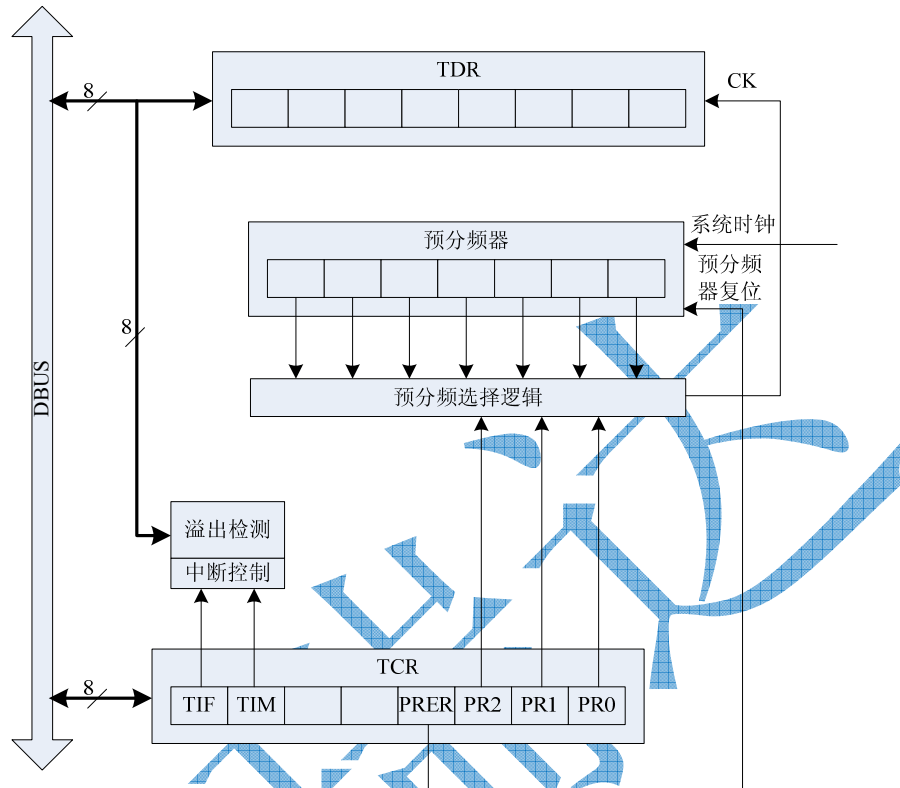 TDR
CK
8
系统时钟
预分频器
预分频
器复位
8
DBUS
预分频选择逻辑
溢出检测
中断控制
TCR
8
TIF TIM PRER PR2 PR1 PR0